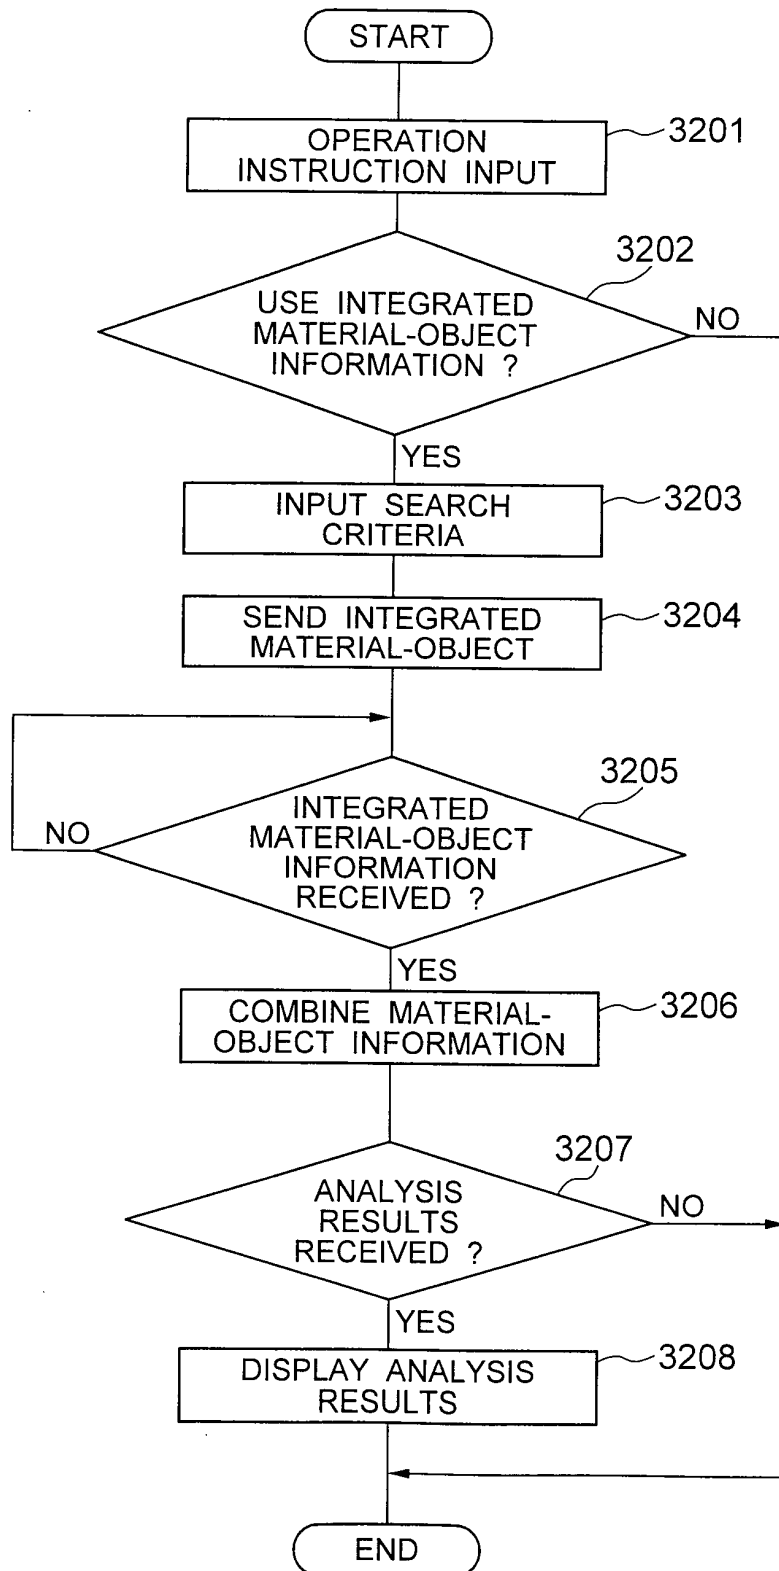 START
OPERATION
INSTRUCTION INPUT
3201
3202
USE INTEGRATED
MATERIAL-OBJECT
INFORMATION ?
NO
YES
INPUT SEARCH
CRITERIA
3203
SEND INTEGRATED
MATERIAL-OBJECT
3204
3205
INTEGRATED
MATERIAL-OBJECT
INFORMATION
RECEIVED ?
NO
YES
COMBINE MATERIAL-
OBJECT INFORMATION
3206
3207
ANALYSIS
RESULTS
RECEIVED ?
NO
YES
DISPLAY ANALYSIS
RESULTS
3208
END